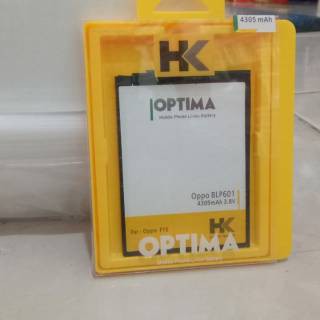 4305 mAh
HK
OPTIMA
Mobile Phone Li-ion Battery
Oppo BLP601
4305mAh 3.8V
HK
For : Oppo F1S
OPTIMA